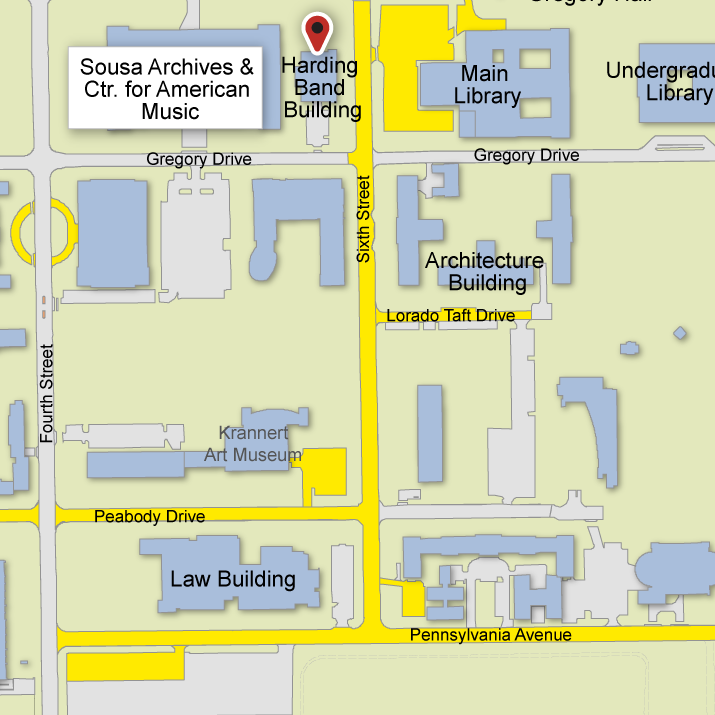 Gregory Hall
Sousa Archives &
Ctr. for American
Music
Harding
Band
Building
Main
Library
Undergradu
Library
Gregory Drive
Gregory Drive
Sixth Street
Architecture
Building
Lorado Taft Drive
Fourth Street
Krannert
Art Museum
Peabody Drive
Law Building
Pennsylvania Avenue